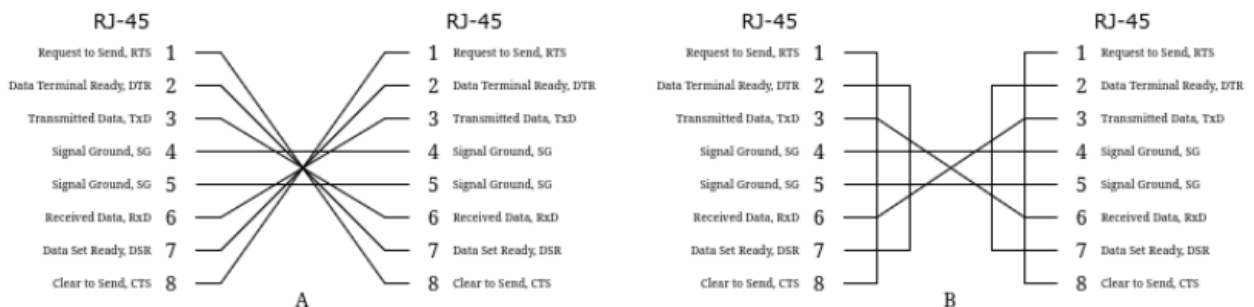 RJ-45 RJ-45 RJ-45 RJ-45
Request to Send, RTS 1 1 Request to Send, RTS Request to Send, RTS 1 1 Request to Send, RTS
Data Terminal Ready, DTR 2 2 Data Terminal Ready, DTR Data Terminal Ready, DTR 2 2 Data Terminal Ready, DTR
Transmitted Data, TxD 3 3 Transmitted Data, TxD Transmitted Data, TxD 3 3 Transmitted Data, TxD
Signal Ground, SG 4 4 Signal Ground, SG Signal Ground, SG 4 4 Signal Ground, SG
Signal Ground, SG 5 5 Signal Ground, SG Signal Ground, SG 5 5 Signal Ground, SG
Received Data, RxD 6 6 Received Data, RxD Received Data, RxD 6 6 Received Data, RxD
Data Set Ready, DSR 7 7 Data Set Ready, DSR Data Set Ready, DSR 7 7 Data Set Ready, DSR
Clear to Send, CTS 8 8 Clear to Send, CTS Clear to Send, CTS 8 8 Clear to Send, CTS
A B